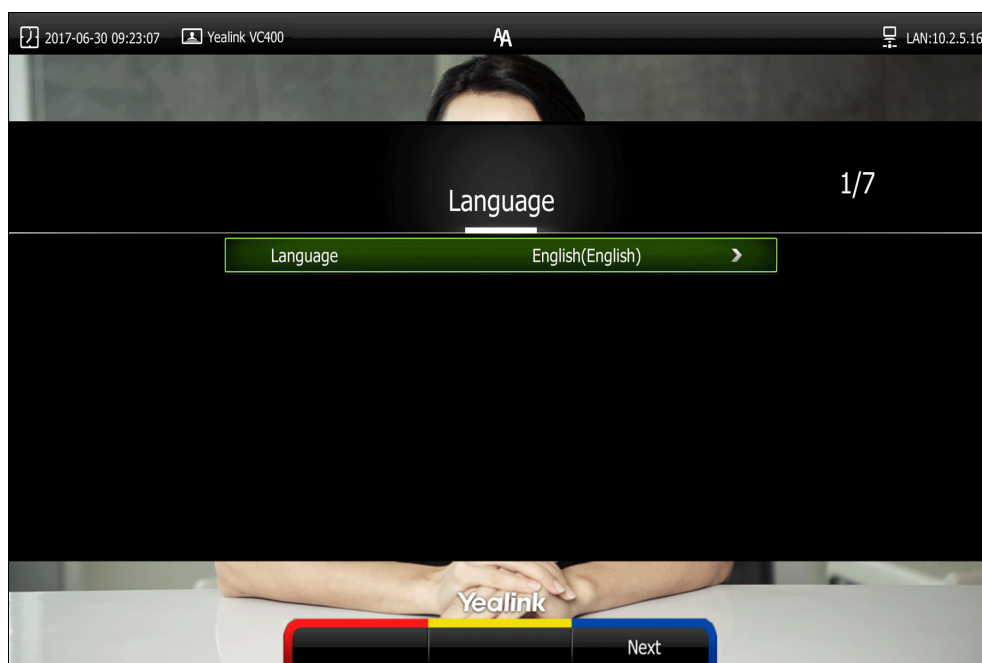 2017-06-30 09:23:07 Yealink VC400 AA LAN:10.2.5.16
1/7
Language
Language English(English)
Yealink
Next